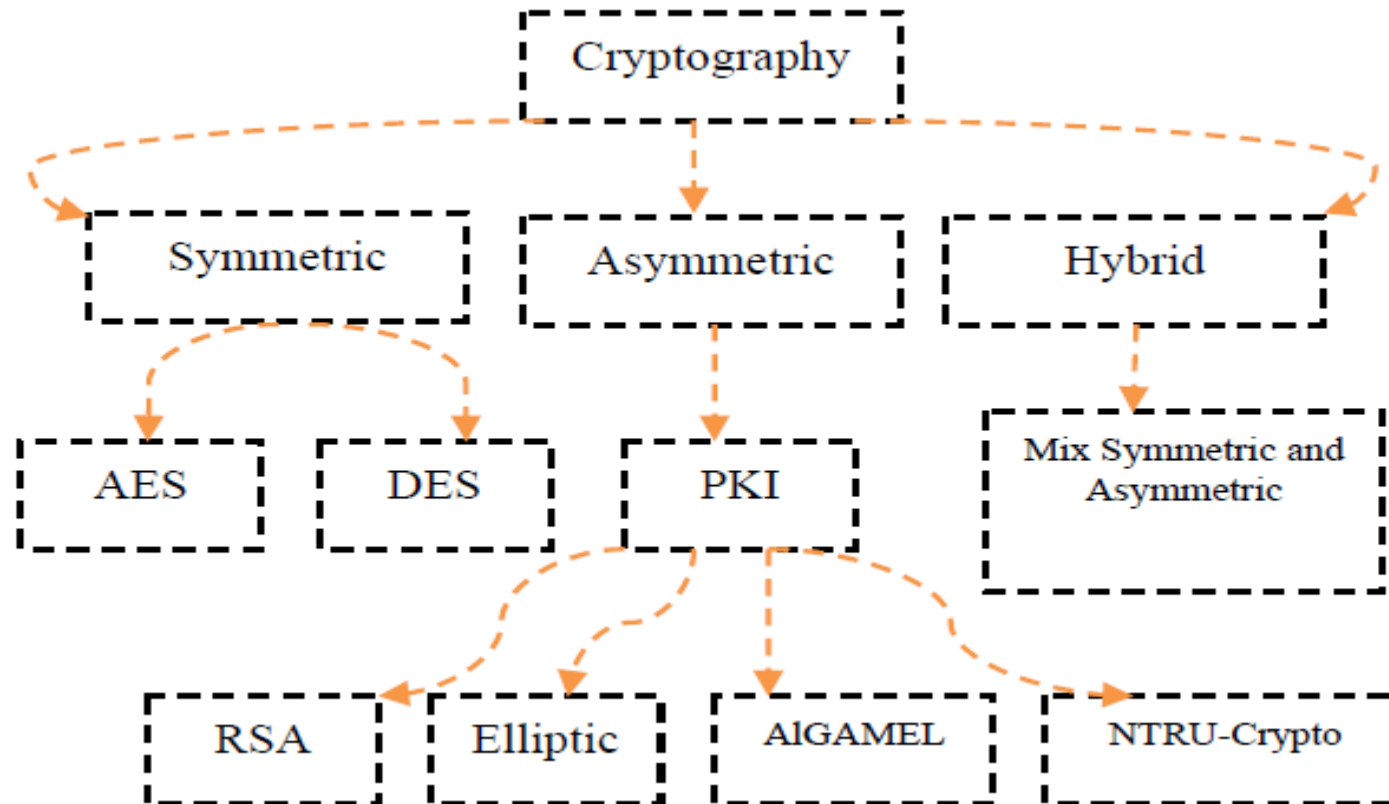 Cryptography
Symmetric
Asymmetric
Hybrid
AES
DES
PKI
Mix Symmetric and
Asymmetric
RSA
Elliptic
AlGAMEL
NTRU-Crypto